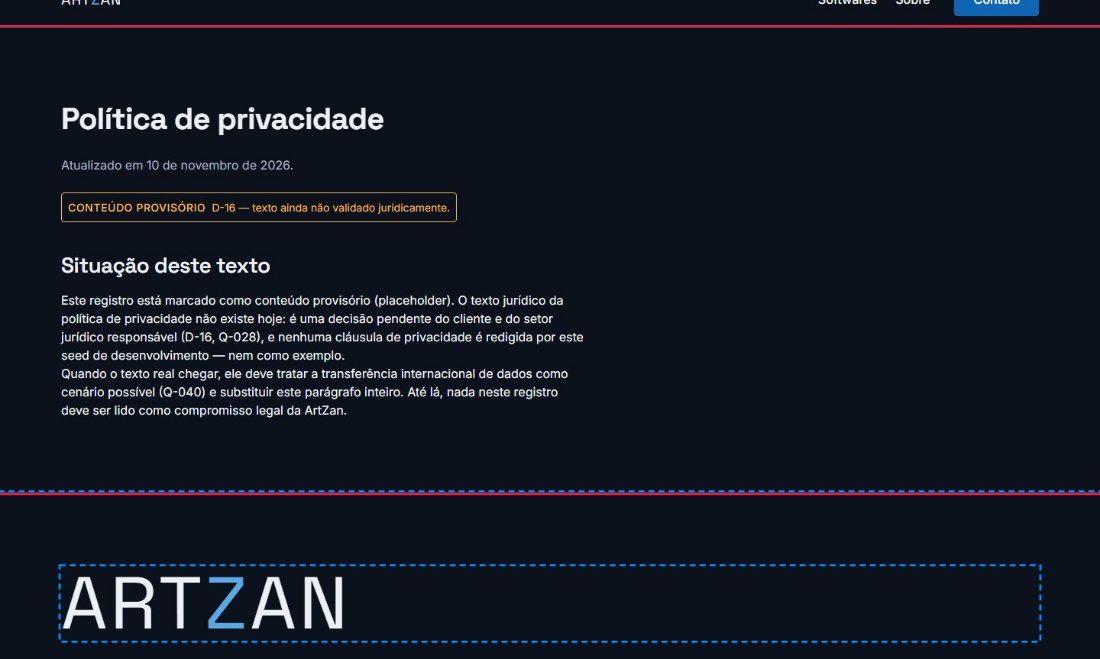 ARTZAN
Softwares Sobre Contato
Política de privacidade
Atualizado em 10 de novembro de 2026.
CONTEÚDO PROVISÓRIO D-16 — texto ainda não validado juridicamente.
Situação deste texto
Este registro está marcado como conteúdo provisório (placeholder). O texto jurídico da
política de privacidade não existe hoje: é uma decisão pendente do cliente e do setor
jurídico responsável (D-16, Q-028), e nenhuma cláusula de privacidade é redigida por este
seed de desenvolvimento — nem como exemplo.
Quando o texto real chegar, ele deve tratar a transferência internacional de dados como
cenário possível (Q-040) e substituir este parágrafo inteiro. Até lá, nada neste registro
deve ser lido como compromisso legal da ArtZan.
ARTZAN